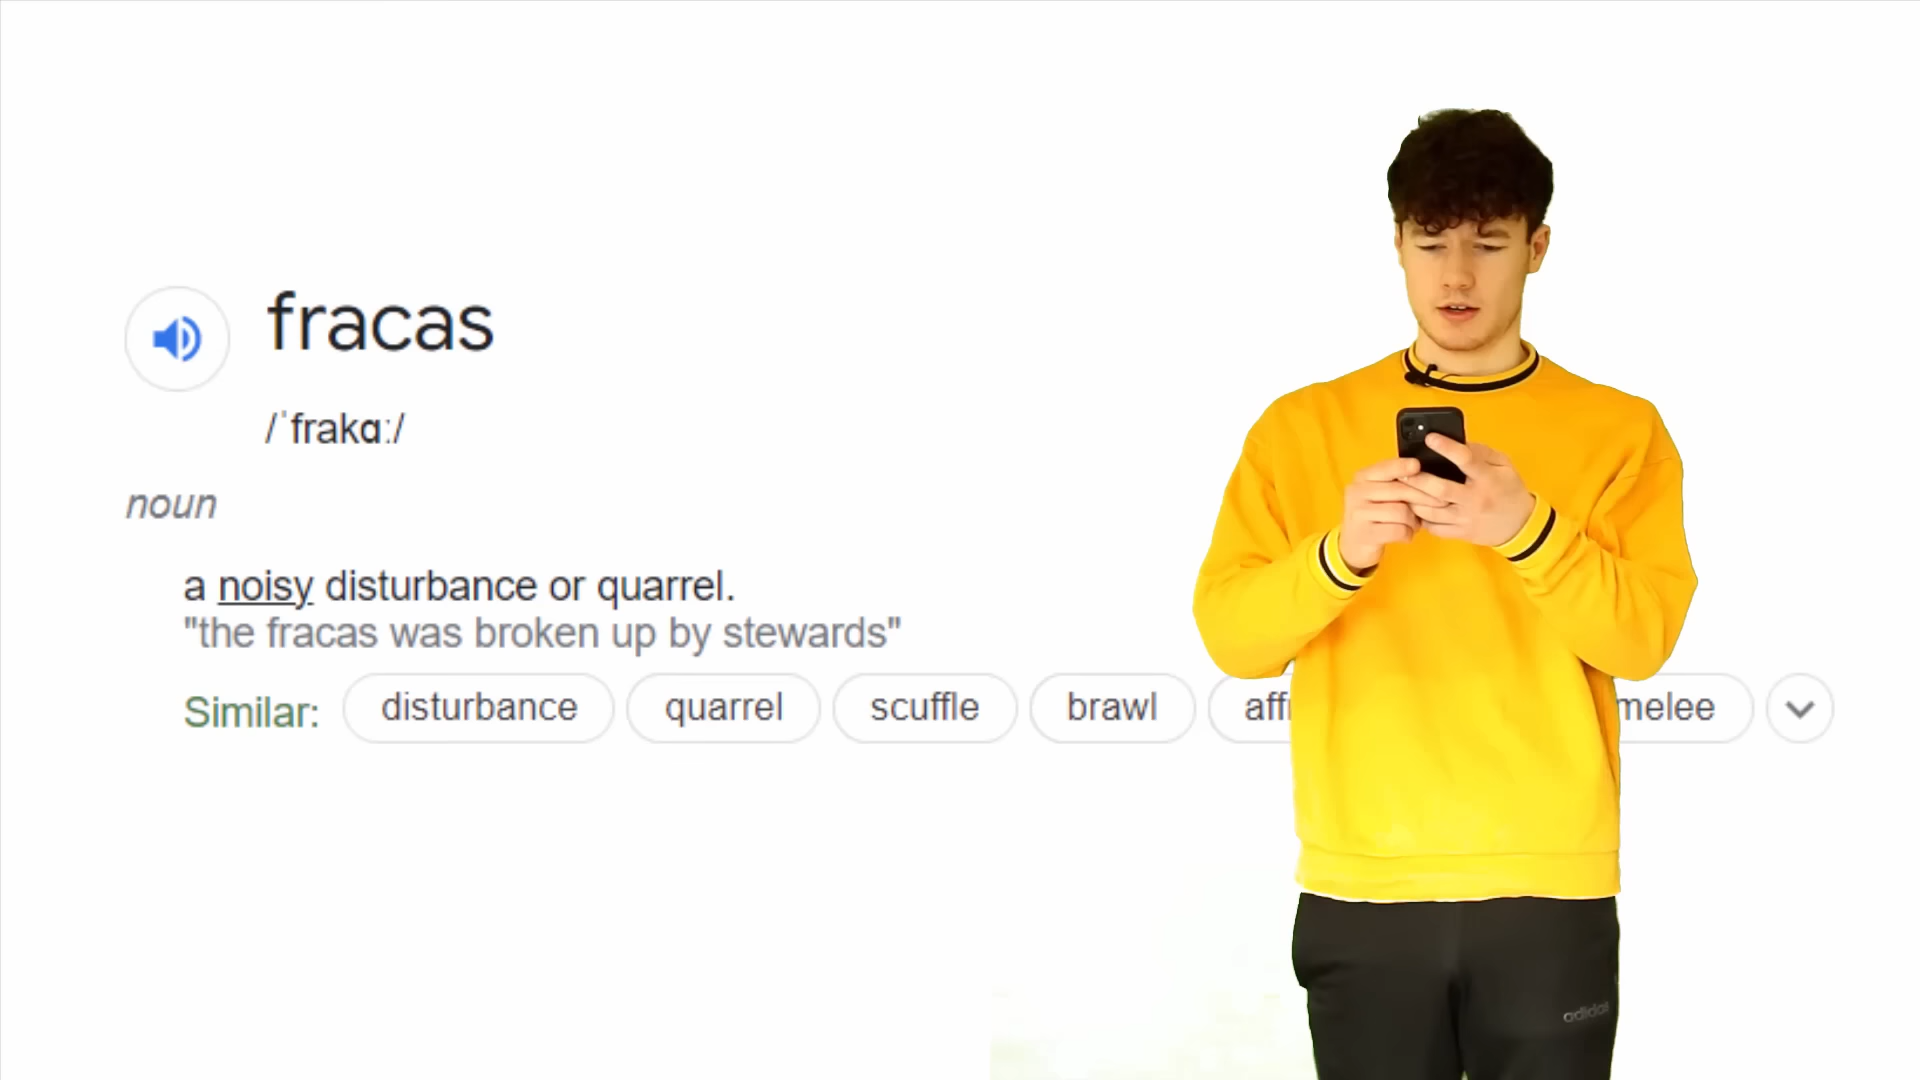 fracas
/ˈfrakɑː/
noun
a noisy disturbance or quarrel.
"the fracas was broken up by stewards"
Similar: disturbance quarrel scuffle brawl melee
adidas